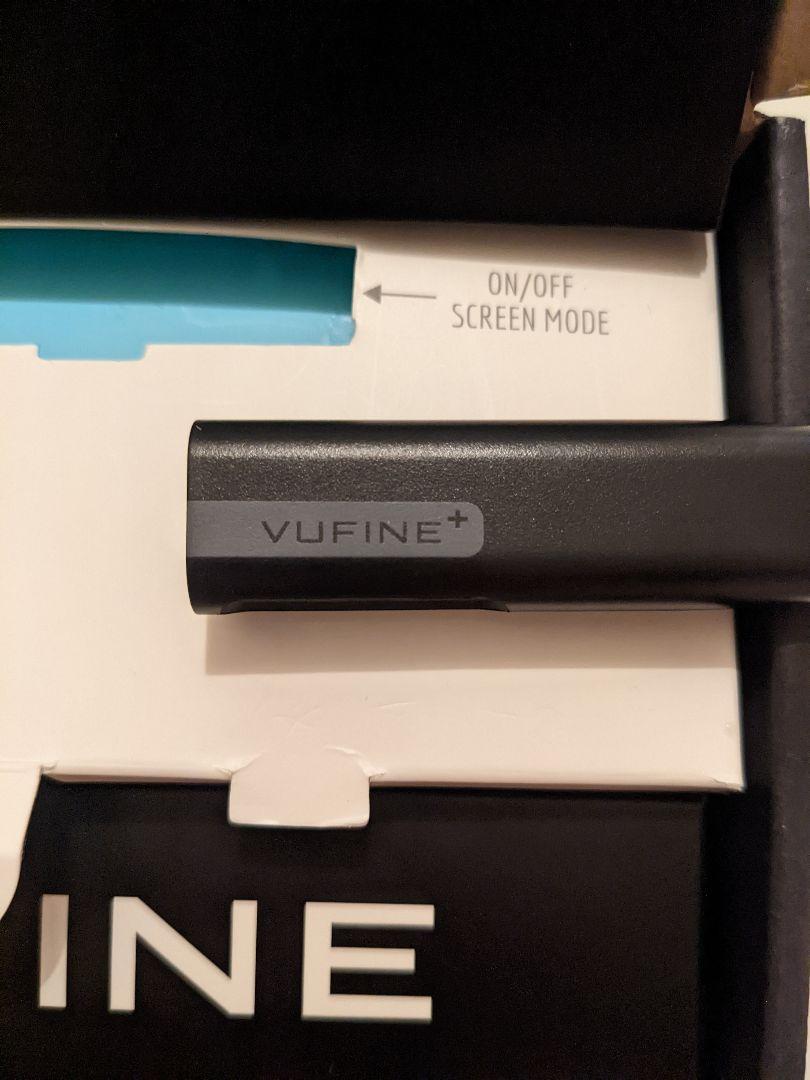 ON/OFF
SCREEN MODE
VUFINE+
INE